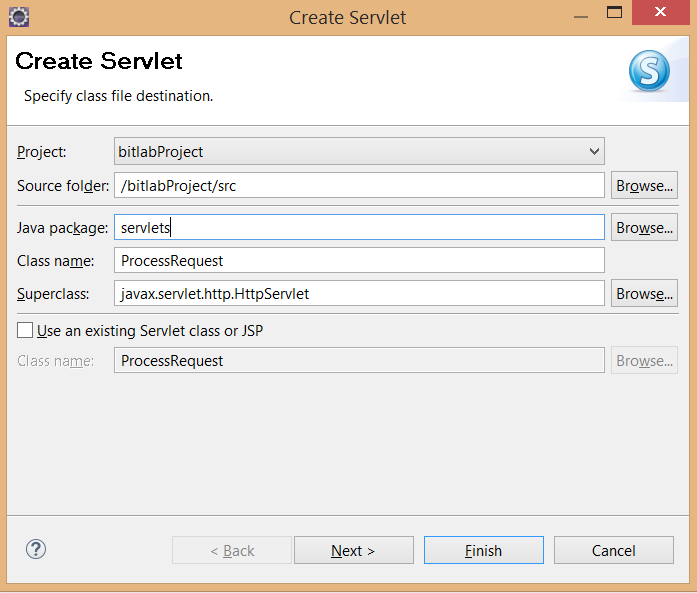 Create Servlet
Create Servlet
Specify class file destination.
Project: bitlabProject
Source folder: /bitlabProject/src Browse...
Java package: servlets Browse...
Class name: ProcessRequest
Superclass: javax.servlet.http.HttpServlet Browse...
Use an existing Servlet class or JSP
Class name: ProcessRequest Browse...
? < Back Next > Finish Cancel